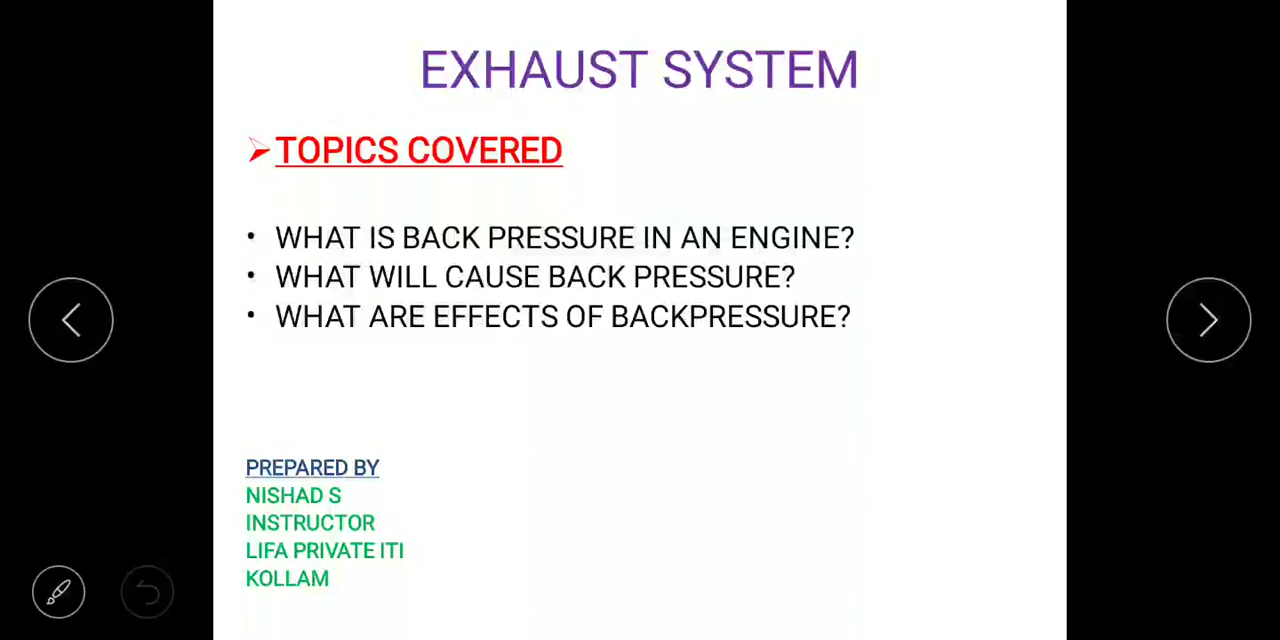 EXHAUST SYSTEM
TOPICS COVERED
• WHAT IS BACK PRESSURE IN AN ENGINE?
• WHAT WILL CAUSE BACK PRESSURE?
• WHAT ARE EFFECTS OF BACKPRESSURE?
PREPARED BY
NISHAD S
INSTRUCTOR
LIFA PRIVATE ITI
KOLLAM